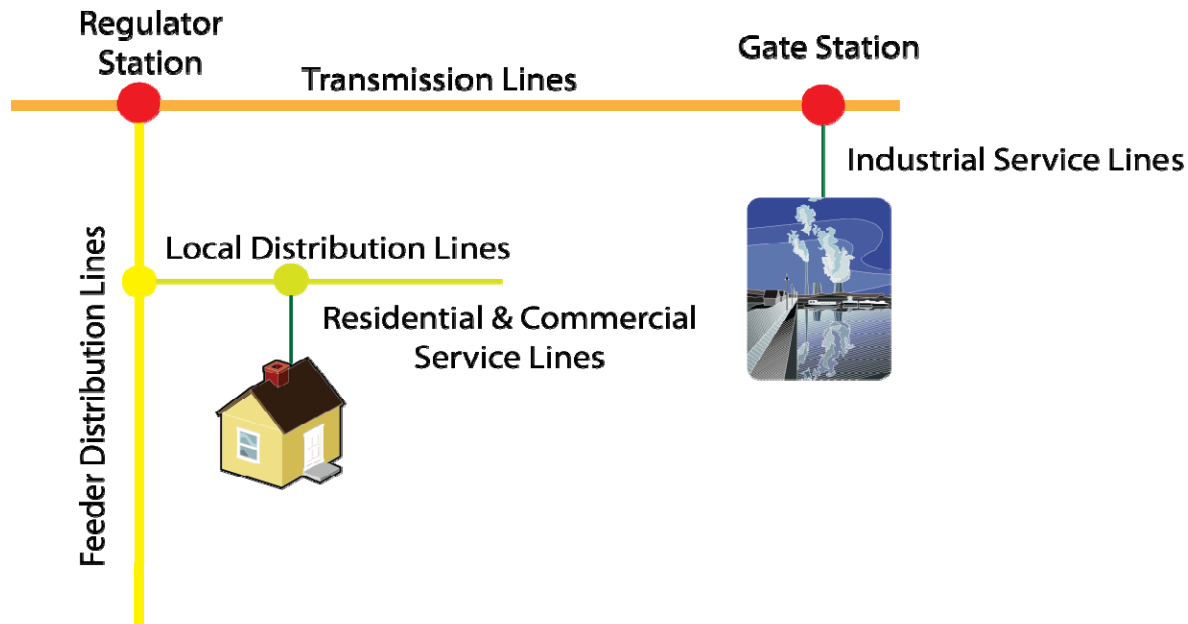 Regulator
Station
Transmission Lines
Gate Station
Industrial Service Lines
Local Distribution Lines
Residential & Commercial
Service Lines
Feeder Distribution Lines